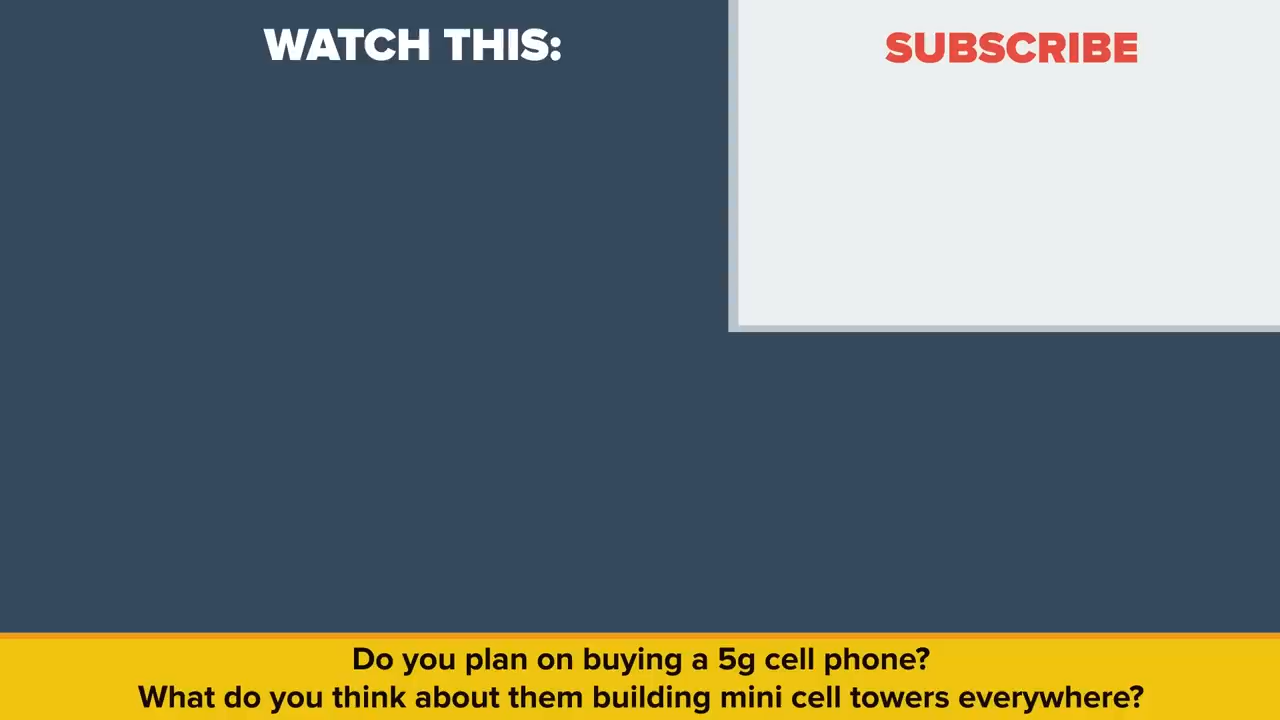 WATCH THIS:
SUBSCRIBE
Do you plan on buying a 5g cell phone?
What do you think about them building mini cell towers everywhere?